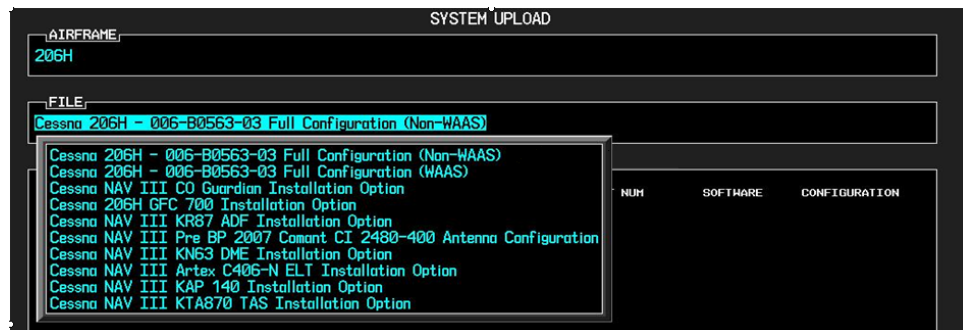 SYSTEM UPLOAD
AIRFRAME
206H
FILE
Cessna 206H - 006-B0563-03 Full Configuration (Non-WAAS)
Cessna 206H - 006-B0563-03 Full Configuration (Non-WAAS)
Cessna 206H - 006-B0563-03 Full Configuration (WAAS)
Cessna NAV III CO Guardian Installation Option
Cessna 206H GFC 700 Installation Option
Cessna NAV III KR87 ADF Installation Option
Cessna NAV III Pre BP 2007 Comant CI 2480-400 Antenna Configuration
Cessna NAV III KN63 DME Installation Option
Cessna NAV III Artex C406-N ELT Installation Option
Cessna NAV III KAP 140 Installation Option
Cessna NAV III KTA870 TAS Installation Option
NUM SOFTWARE CONFIGURATION